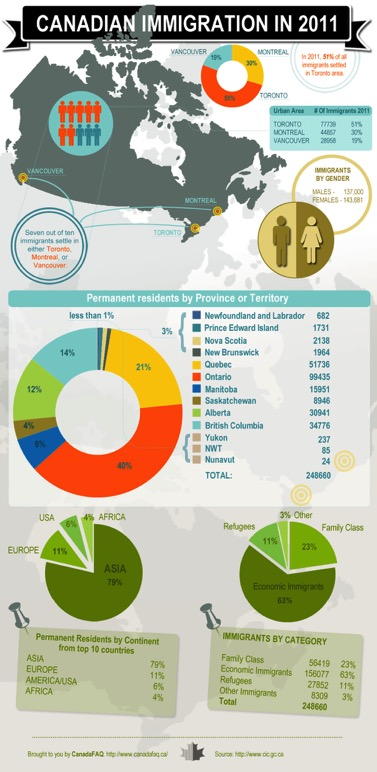 CANADIAN IMMIGRATION IN 2011
VANCOUVER
MONTREAL
19%
30%
51%
TORONTO
In 2011, 51% of all
immigrants settled
in Toronto area.
Urban Area # Of Immigrants 2011
TORONTO 77739 51%
MONTREAL 44857 30%
VANCOUVER 28958 19%
IMMIGRANTS
BY GENDER
MALES - 137,000
FEMALES - 143,681
VANCOUVER
MONTREAL
TORONTO
Seven out of ten
immigrants settle in
either Toronto,
Montreal, or
Vancouver.
Permanent residents by Province or Territory
less than 1%
3%
14%
21%
12%
4%
6%
40%
Newfoundland and Labrador 682
Prince Edward Island 1731
Nova Scotia 2138
New Brunswick 1964
Quebec 51736
Ontario 99435
Manitoba 15951
Saskatchewan 8946
Alberta 30941
British Columbia 34776
Yukon 237
NWT 85
Nunavut 24
TOTAL: 248660
USA
6%
4% AFRICA
EUROPE
11%
ASIA
79%
3% Other
Refugees
11%
Family Class
23%
Economic Immigrants
63%
Permanent Residents by Continent
from top 10 countries
ASIA 79%
EUROPE 11%
AMERICA/USA 6%
AFRICA 4%
IMMIGRANTS BY CATEGORY
Family Class 56419 23%
Economic Immigrants 156077 63%
Refugees 27852 11%
Other Immigrants 8309 3%
Total 248660
Brought to you by CanadaFAQ: http://www.canadafaq.ca/
Source: http://www.cic.gc.ca